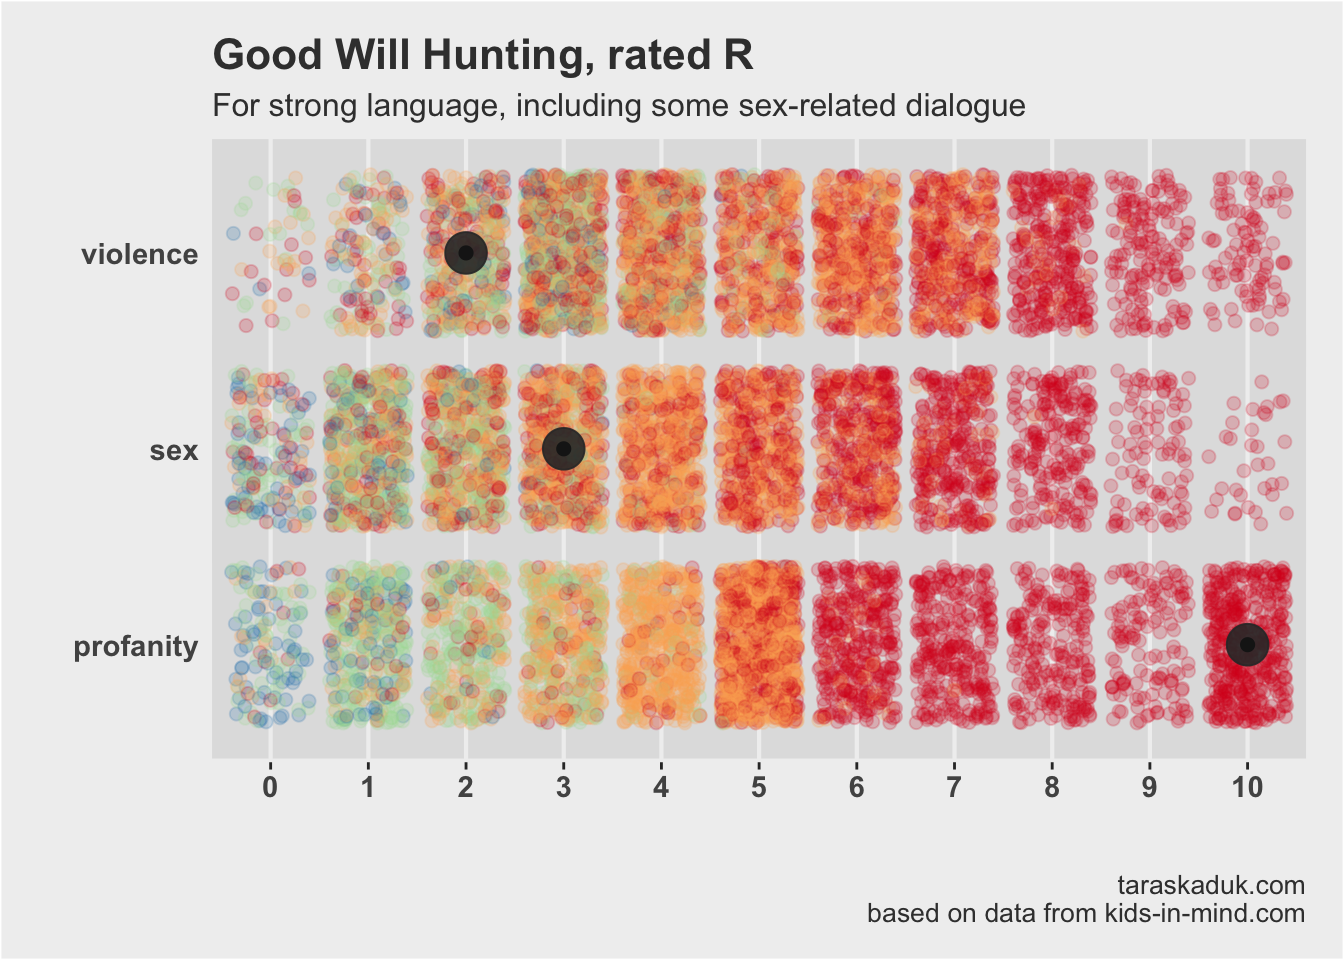 Good Will Hunting, rated R
For strong language, including some sex-related dialogue
violence
sex
profanity
0 1 2 3 4 5 6 7 8 9 10
taraskaduk.com
based on data from kids-in-mind.com